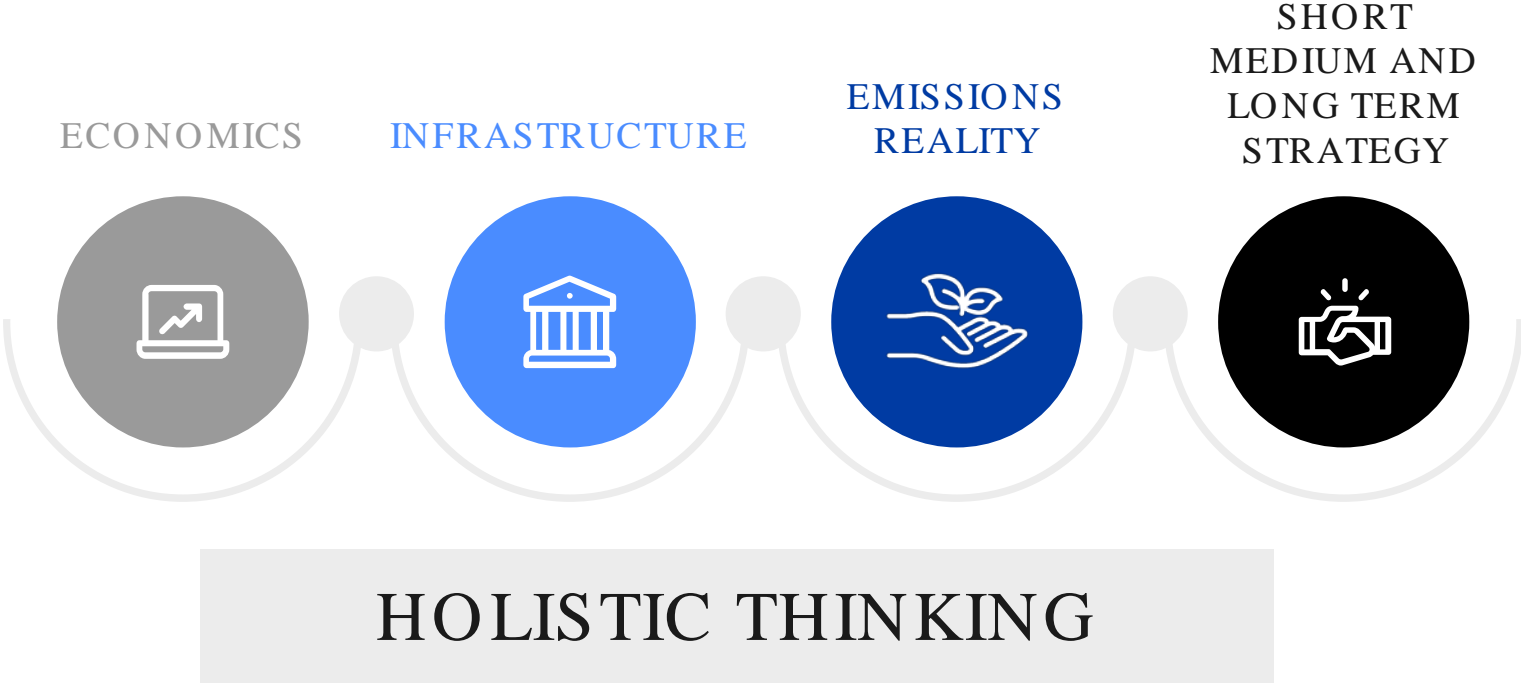 ECONOMICS
INFRASTRUCTURE
EMISSIONS
REALITY
SHORT
MEDIUM AND
LONG TERM
STRATEGY
HOLISTIC THINKING